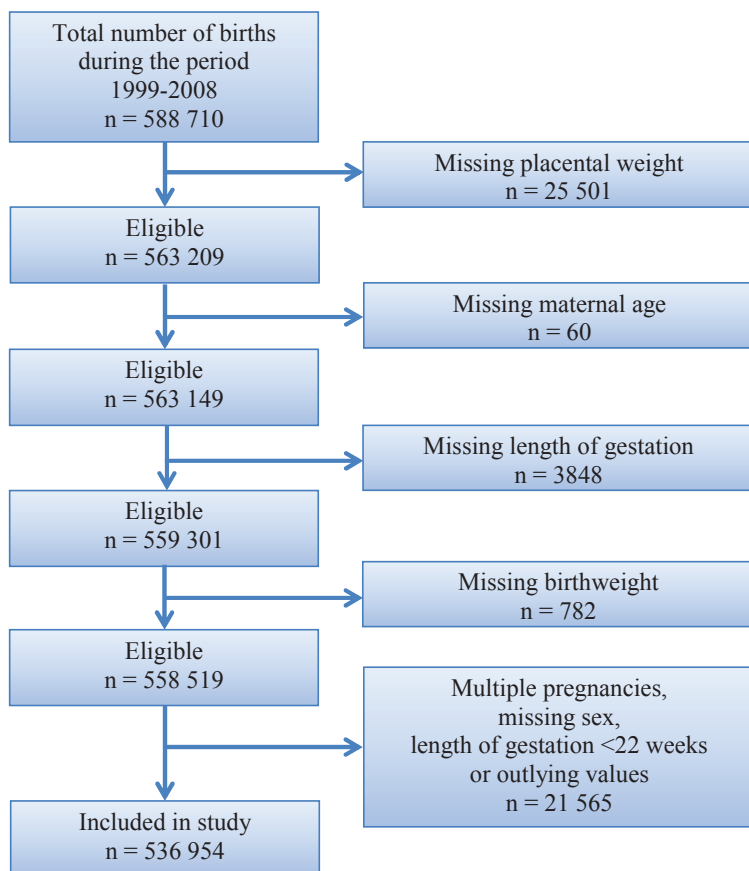 Total number of births
during the period
1999-2008
n = 588 710
Missing placental weight
n = 25 501
Eligible
n = 563 209
Missing maternal age
n = 60
Eligible
n = 563 149
Missing length of gestation
n = 3848
Eligible
n = 559 301
Missing birthweight
n = 782
Eligible
n = 558 519
Multiple pregnancies,
missing sex,
length of gestation <22 weeks
or outlying values
n = 21 565
Included in study
n = 536 954